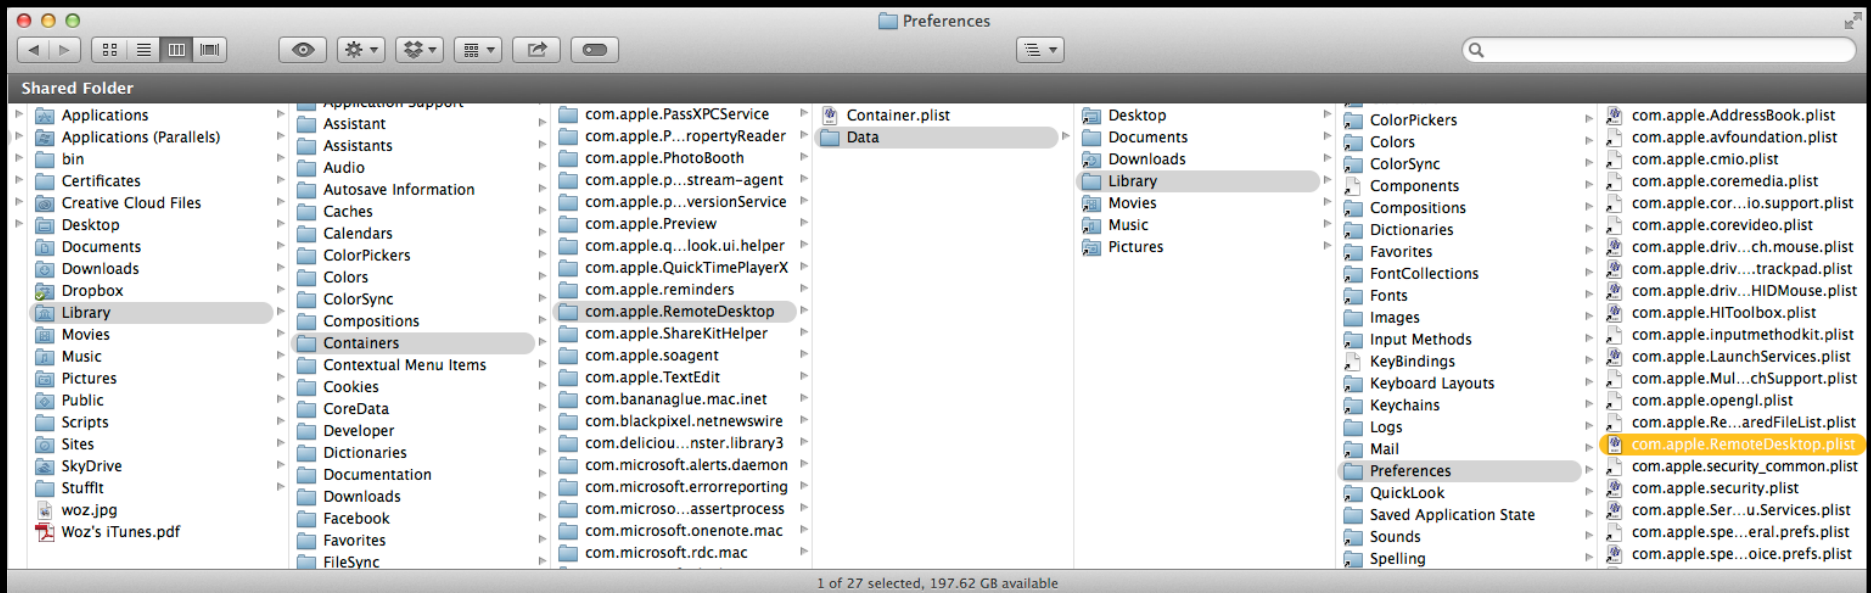 Preferences
Shared Folder
Applications
Applications (Parallels)
bin
Certificates
Creative Cloud Files
Desktop
Documents
Downloads
Dropbox
Library
Movies
Music
Pictures
Public
Scripts
Sites
SkyDrive
StuffIt
woz.jpg
Woz's iTunes.pdf
Application Support
Assistant
Assistants
Audio
Autosave Information
Caches
Calendars
ColorPickers
Colors
ColorSync
Compositions
Containers
Contextual Menu Items
Cookies
CoreData
Developer
Dictionaries
Documentation
Downloads
Facebook
Favorites
FileSync
com.apple.PassXPCService
com.apple.P...ropertyReader
com.apple.PhotoBooth
com.apple.p...stream-agent
com.apple.p...versionService
com.apple.Preview
com.apple.q...look.ui.helper
com.apple.QuickTimePlayerX
com.apple.reminders
com.apple.RemoteDesktop
com.apple.ShareKitHelper
com.apple.soagent
com.apple.TextEdit
com.bananaglue.mac.inet
com.blackpixel.netnewswire
com.deliciou...nster.library3
com.microsoft.alerts.daemon
com.microsoft.errorreporting
com.microso...assertprocess
com.microsoft.onenote.mac
com.microsoft.rdc.mac
Container.plist
Data
Desktop
Documents
Downloads
Library
Movies
Music
Pictures
ColorPickers
Colors
ColorSync
Components
Compositions
Dictionaries
Favorites
FontCollections
Fonts
Images
Input Methods
KeyBindings
Keyboard Layouts
Keychains
Logs
Mail
Preferences
QuickLook
Saved Application State
Sounds
Spelling
com.apple.AddressBook.plist
com.apple.avfoundation.plist
com.apple.cmio.plist
com.apple.coremedia.plist
com.apple.cor...io.support.plist
com.apple.corevideo.plist
com.apple.driv...ch.mouse.plist
com.apple.driv....trackpad.plist
com.apple.driv...HIDMouse.plist
com.apple.HIToolbox.plist
com.apple.inputmethodkit.plist
com.apple.LaunchServices.plist
com.apple.Mul...chSupport.plist
com.apple.opengl.plist
com.apple.Re...aredFileList.plist
com.apple.RemoteDesktop.plist
com.apple.security_common.plist
com.apple.security.plist
com.apple.Ser...u.Services.plist
com.apple.spe...eral.prefs.plist
com.apple.spe...oice.prefs.plist
1 of 27 selected, 197.62 GB available